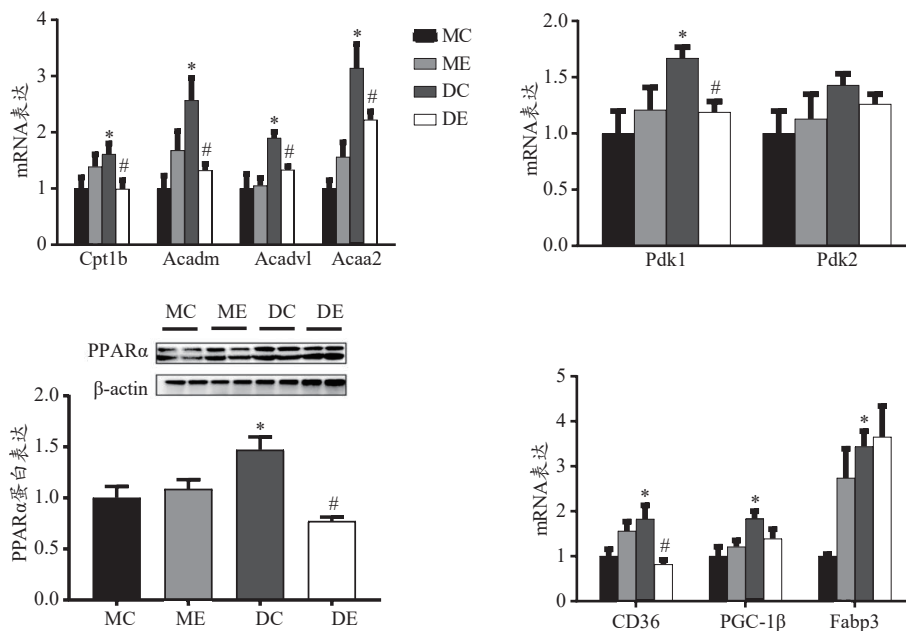 4
3
2
1
0
mRNA表达
*
#
*
#
*
#
*
#
Cpt1b Acadm Acadvl Acaa2
MC
ME
DC
DE
2.0
1.5
1.0
0.5
0.0
mRNA表达
*
#
Pdk1 Pdk2
MC ME DC DE
PPARα
β-actin
2.0
1.5
1.0
0.5
0.0
PPARα蛋白表达
*
#
MC ME DC DE
5
4
2
1
0
mRNA表达
*
#
*
*
CD36 PGC-1β Fabp3